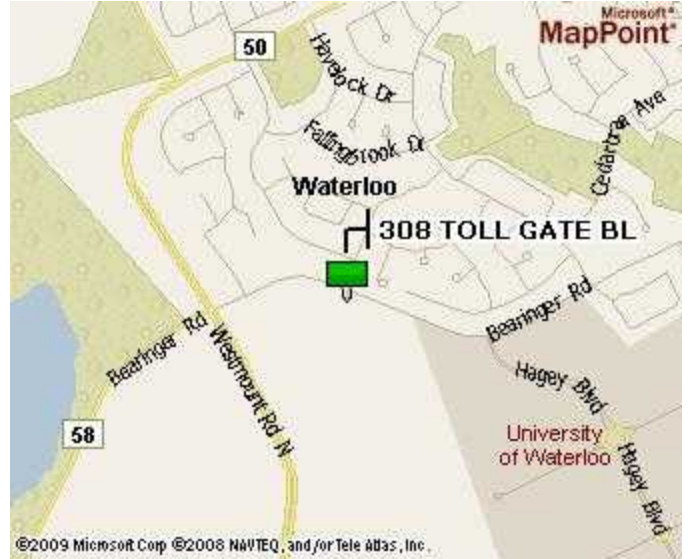 Microsoft®
MapPoint®
50
Havelock Dr
Fallingbrook Dr
Cedarbrae Ave
Waterloo
308 TOLL GATE BL
Bearinger Rd
Bearinger Rd
Westmount Rd N
Hagey Blvd
58
University
of Waterloo
Hagey Blvd
©2009 Microsoft Corp ©2008 NAVTEQ, and/or Tele Atlas, Inc.